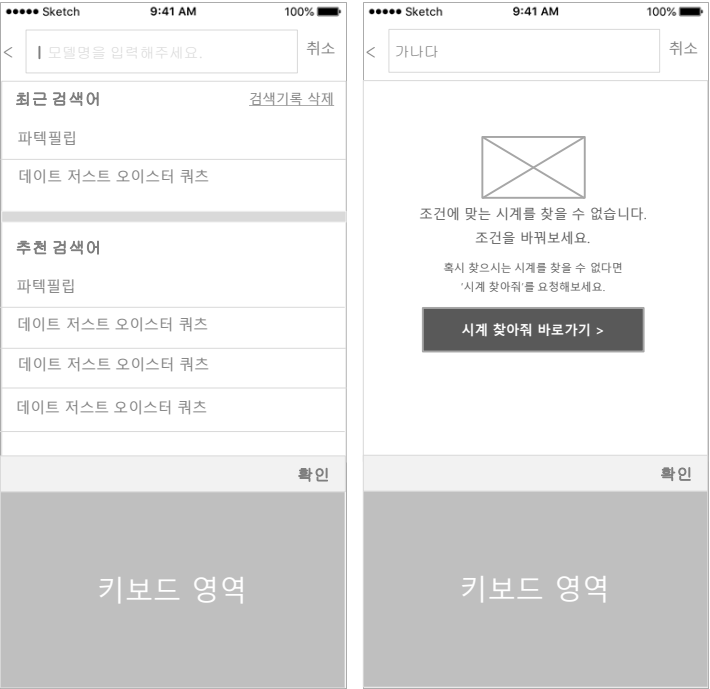 Sketch 9:41 AM 100%
< 모델명을 입력해주세요. 취소
최근 검색어 검색기록 삭제
파텍필립
데이트 저스트 오이스터 쿼츠
추천 검색어
파텍필립
데이트 저스트 오이스터 쿼츠
데이트 저스트 오이스터 쿼츠
데이트 저스트 오이스터 쿼츠
확인
키보드 영역
Sketch 9:41 AM 100%
< 가나다 취소
조건에 맞는 시계를 찾을 수 없습니다.
조건을 바꿔보세요.
혹시 찾으시는 시계를 찾을 수 없다면
'시계 찾아줘'를 요청해보세요.
시계 찾아줘 바로가기 >
확인
키보드 영역